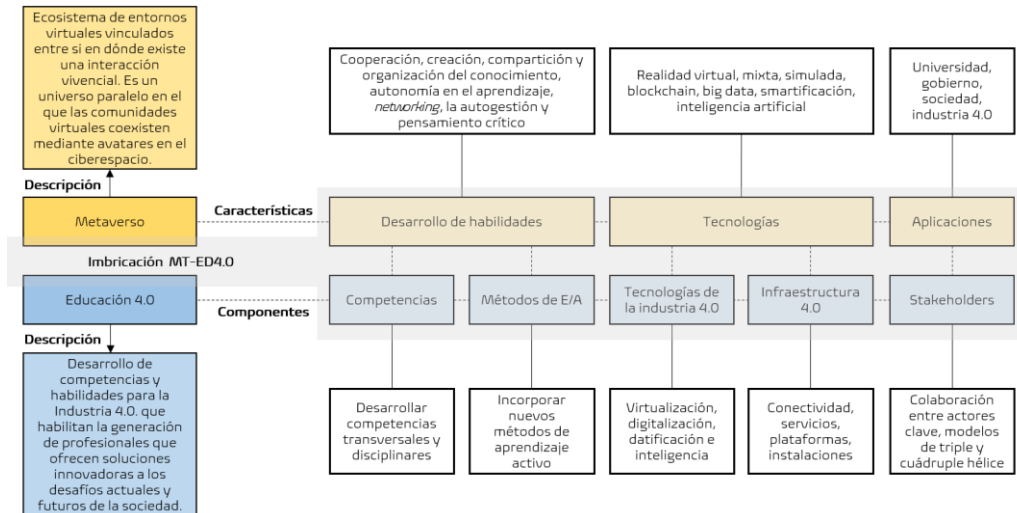 Ecosistema de entornos
virtuales vinculados
entre si en dónde existe
una interacción
vivencial. Es un
universo paralelo en el
que las comunidades
virtuales coexisten
mediante avatares en el
ciberespacio.
Cooperación, creación, compartición y
organización del conocimiento,
autonomía en el aprendizaje,
networking, la autogestión y
pensamiento crítico
Realidad virtual, mixta, simulada,
blockchain, big data, smartificación,
inteligencia artificial
Universidad,
gobierno,
sociedad,
industria 4.0
Descripción
Metaverso
Características
Desarrollo de habilidades
Tecnologías
Aplicaciones
Imbricación MT-ED4.0
Educación 4.0
Componentes
Competencias
Métodos de E/A
Tecnologías de
la industria 4.0
Infraestructura
4.0
Stakeholders
Descripción
Desarrollo de
competencias y
habilidades para la
Industria 4.0. que
habilitan la generación
de profesionales que
ofrecen soluciones
innovadoras a los
desafíos actuales y
futuros de la sociedad.
Desarrollar
competencias
transversales y
disciplinares
Incorporar
nuevos
métodos de
aprendizaje
activo
Virtualización,
digitalización,
datificación e
inteligencia
Conectividad,
servicios,
plataformas,
instalaciones
Colaboración
entre actores
clave, modelos
de triple y
cuádruple hélice